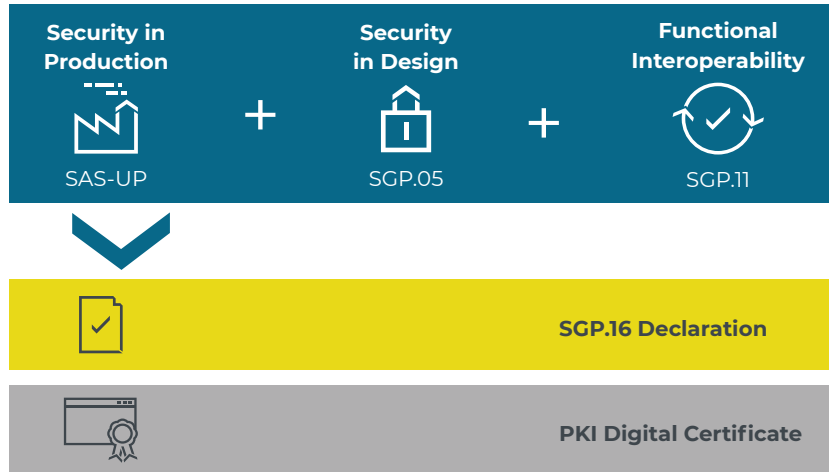 Security in
Production
Security
in Design
Functional
Interoperability
+
+
SAS-UP
SGP.05
SGP.11
SGP.16 Declaration
PKI Digital Certificate